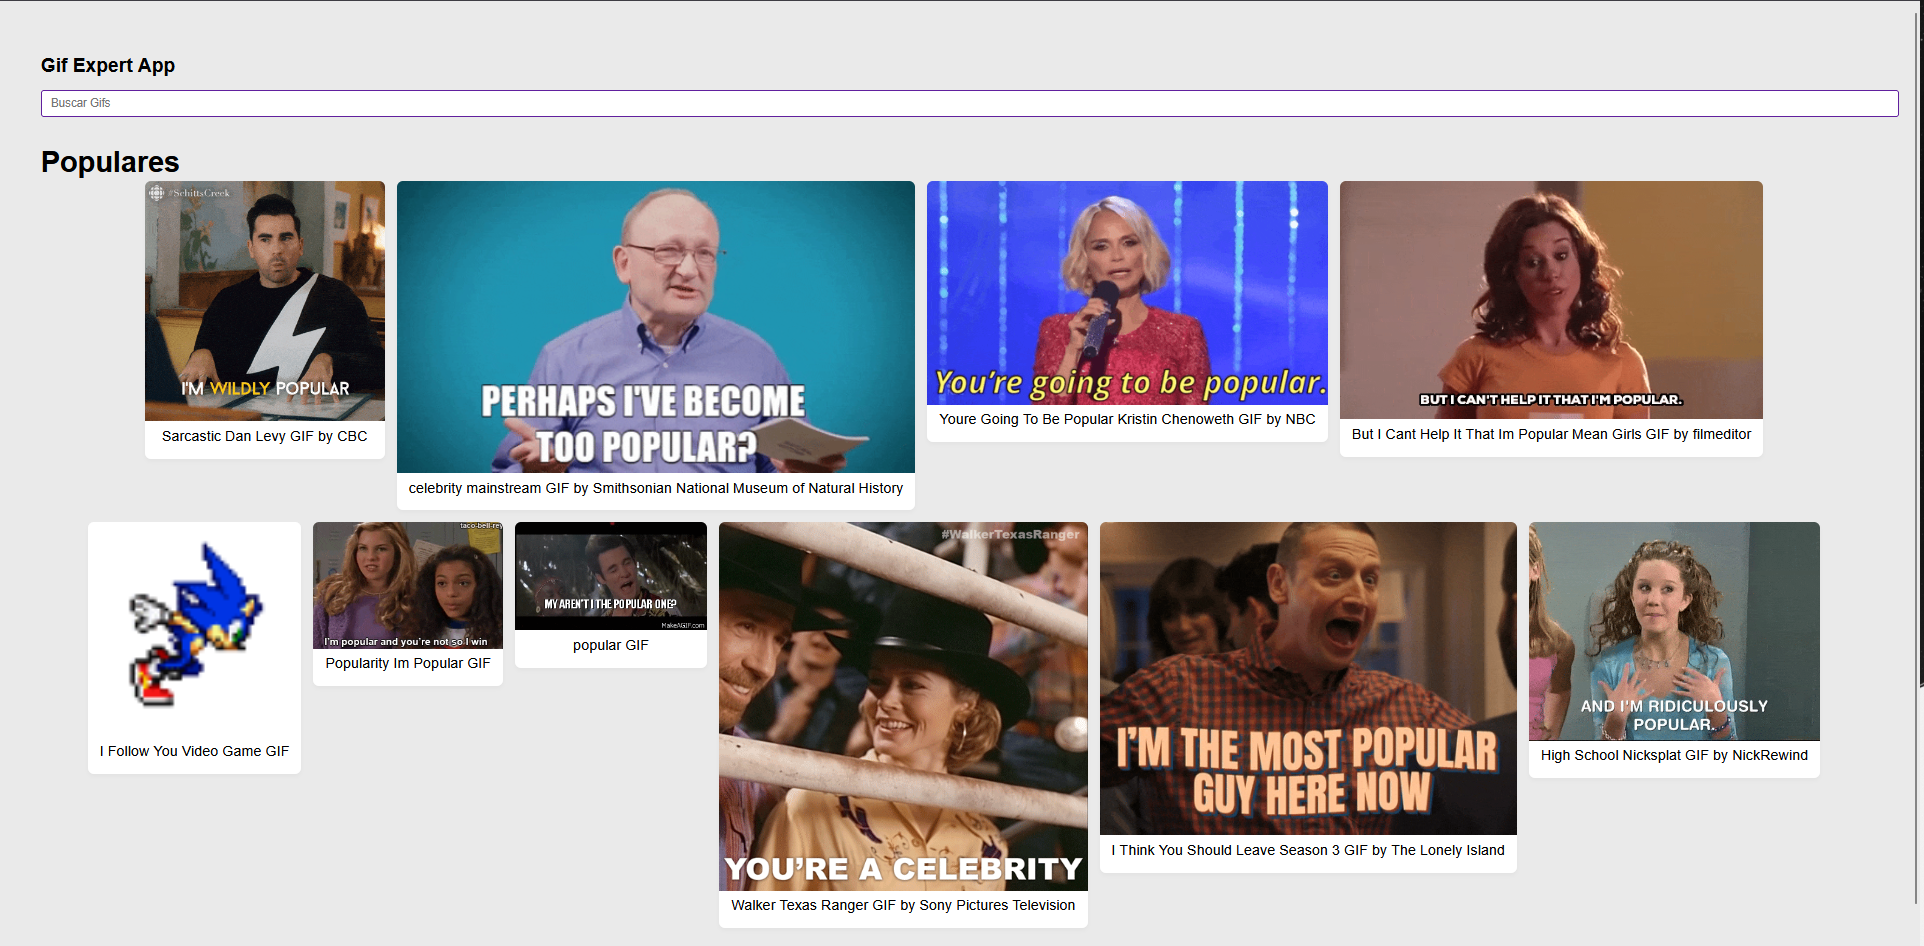 Gif Expert App
Buscar Gifs
Populares
#SchittsCreek
I'M WILDLY POPULAR
Sarcastic Dan Levy GIF by CBC
PERHAPS I'VE BECOME
TOO POPULAR?
celebrity mainstream GIF by Smithsonian National Museum of Natural History
You're going to be popular.
Youre Going To Be Popular Kristin Chenoweth GIF by NBC
BUT I CAN'T HELP IT THAT I'M POPULAR.
But I Cant Help It That Im Popular Mean Girls GIF by filmeditor
I Follow You Video Game GIF
taco-bell-rey
I'm popular and you're not so I win
Popularity Im Popular GIF
MY AREN'T I THE POPULAR ONE?
MakeAGIF.com
popular GIF
#WalkerTexasRanger
YOU'RE A CELEBRITY
Walker Texas Ranger GIF by Sony Pictures Television
I'M THE MOST POPULAR
GUY HERE NOW
I Think You Should Leave Season 3 GIF by The Lonely Island
AND I'M RIDICULOUSLY
POPULAR.
High School Nicksplat GIF by NickRewind